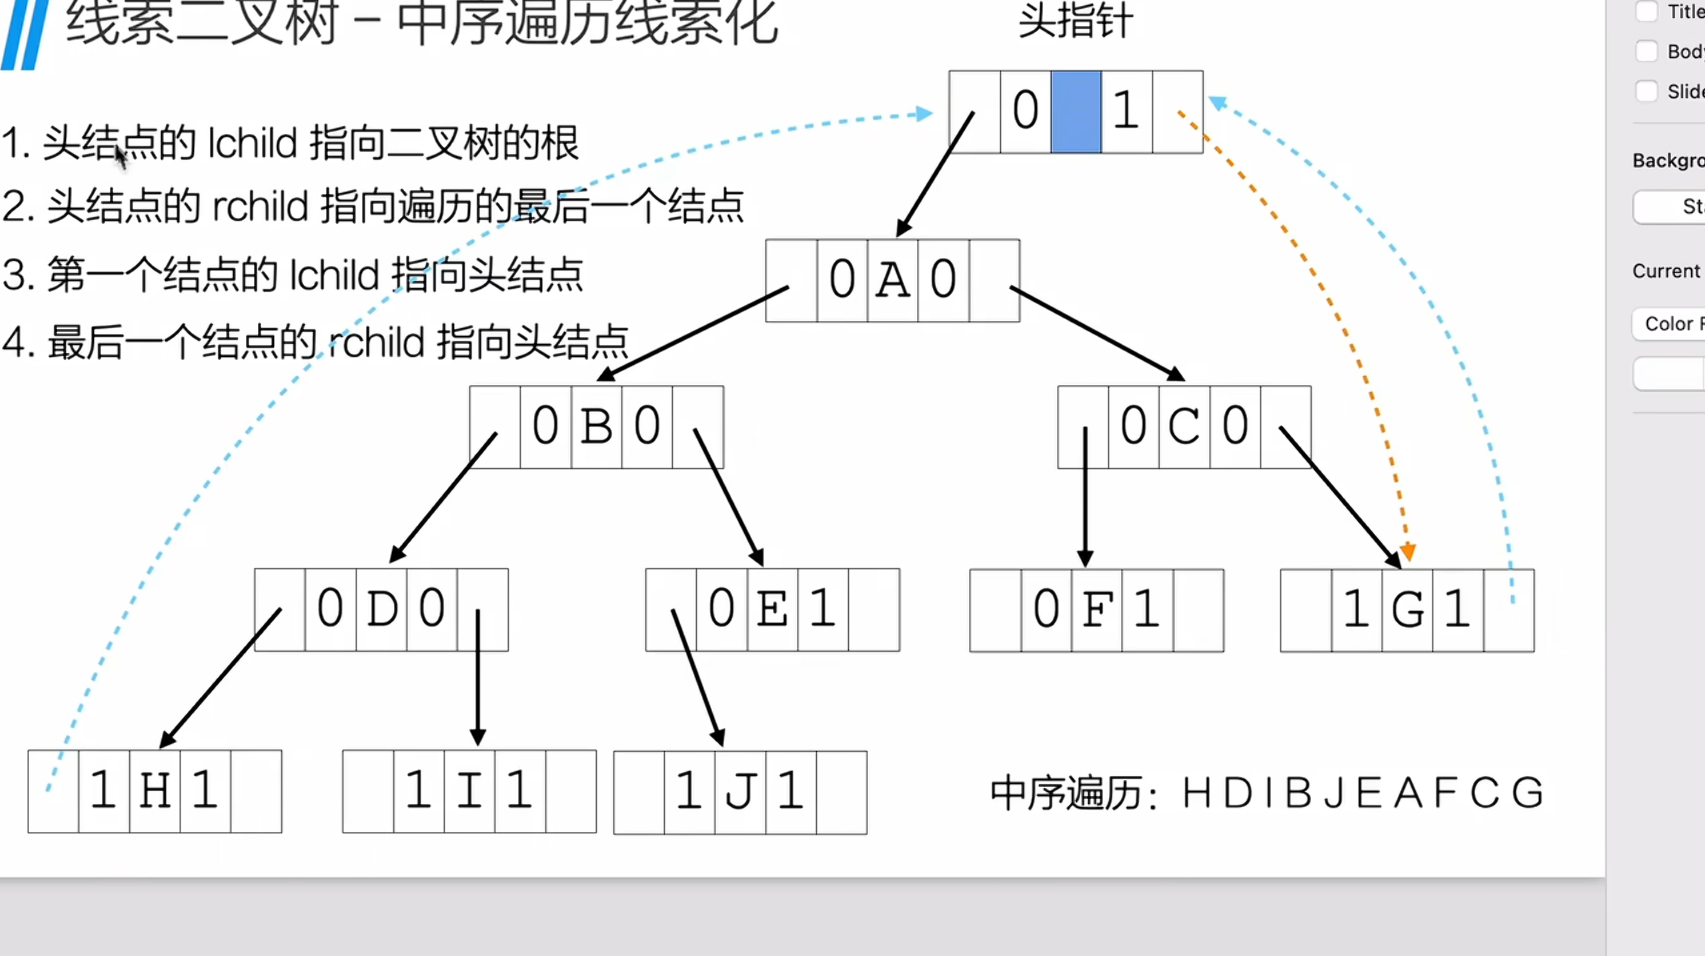 线索二叉树 – 中序遍历线索化
头指针
1. 头结点的 lchild 指向二叉树的根
2. 头结点的 rchild 指向遍历的最后一个结点
3. 第一个结点的 lchild 指向头结点
4. 最后一个结点的 rchild 指向头结点
0 1
0 A 0
0 B 0
0 C 0
0 D 0
0 E 1
0 F 1
1 G 1
1 H 1
1 I 1
1 J 1
中序遍历：H D I B J E A F C G
Title
Body
Slide
Backgro
St
Current
Color F